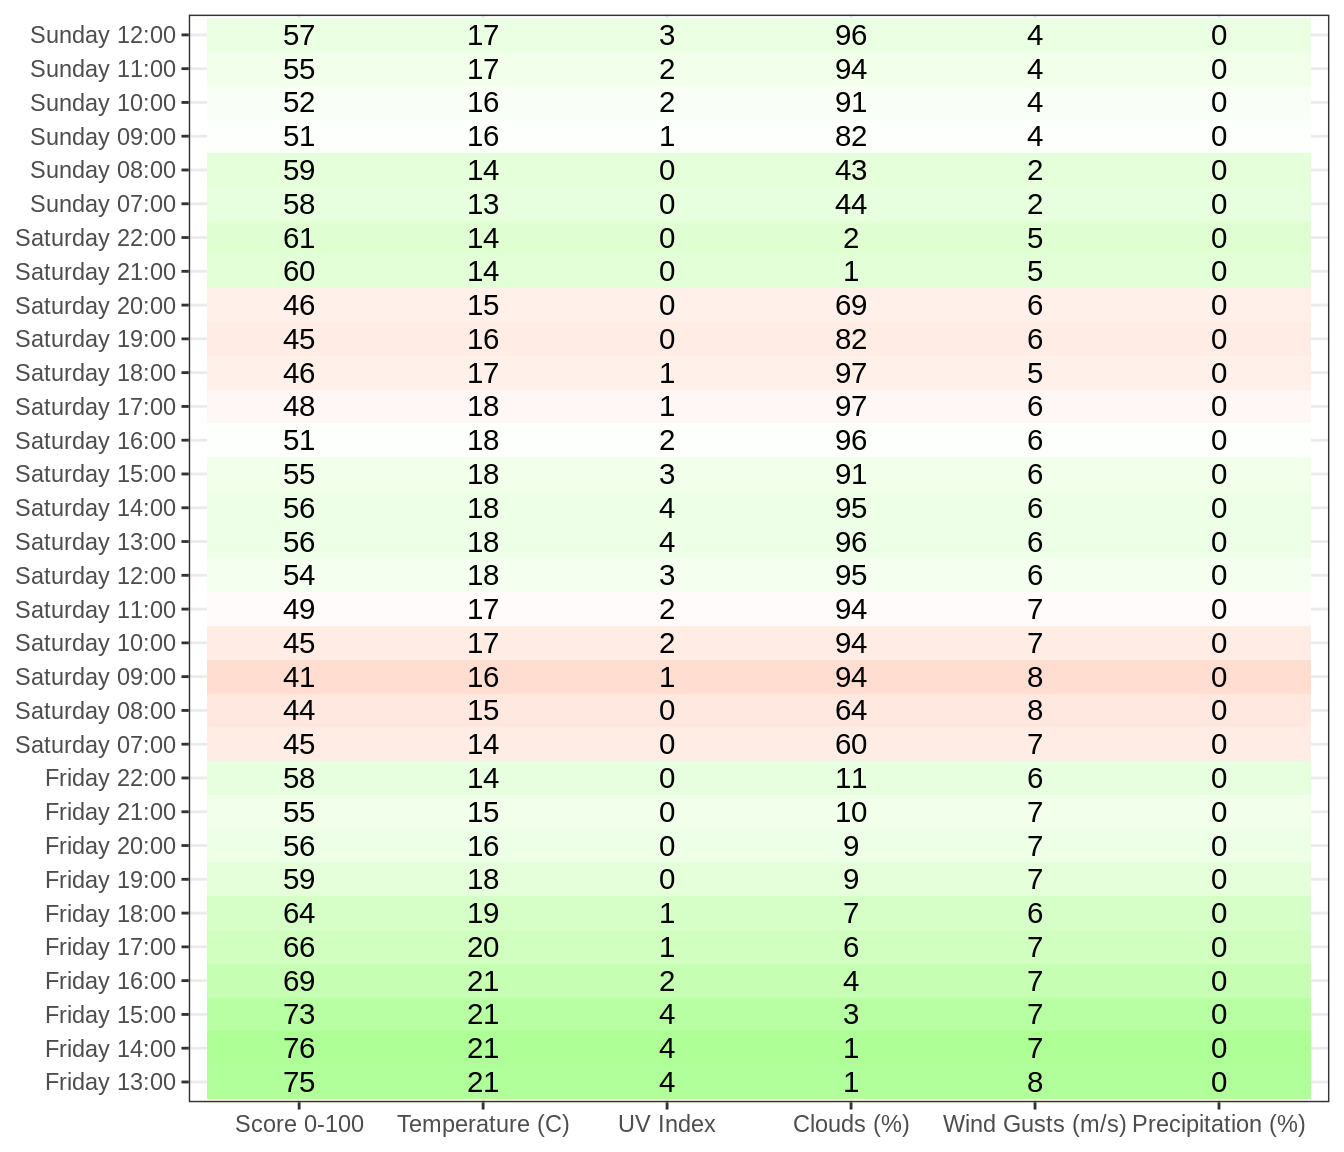 Sunday 12:00 57 17 3 96 4 0
Sunday 11:00 55 17 2 94 4 0
Sunday 10:00 52 16 2 91 4 0
Sunday 09:00 51 16 1 82 4 0
Sunday 08:00 59 14 0 43 2 0
Sunday 07:00 58 13 0 44 2 0
Saturday 22:00 61 14 0 2 5 0
Saturday 21:00 60 14 0 1 5 0
Saturday 20:00 46 15 0 69 6 0
Saturday 19:00 45 16 0 82 6 0
Saturday 18:00 46 17 1 97 5 0
Saturday 17:00 48 18 1 97 6 0
Saturday 16:00 51 18 2 96 6 0
Saturday 15:00 55 18 3 91 6 0
Saturday 14:00 56 18 4 95 6 0
Saturday 13:00 56 18 4 96 6 0
Saturday 12:00 54 18 3 95 6 0
Saturday 11:00 49 17 2 94 7 0
Saturday 10:00 45 17 2 94 7 0
Saturday 09:00 41 16 1 94 8 0
Saturday 08:00 44 15 0 64 8 0
Saturday 07:00 45 14 0 60 7 0
Friday 22:00 58 14 0 11 6 0
Friday 21:00 55 15 0 10 7 0
Friday 20:00 56 16 0 9 7 0
Friday 19:00 59 18 0 9 7 0
Friday 18:00 64 19 1 7 6 0
Friday 17:00 66 20 1 6 7 0
Friday 16:00 69 21 2 4 7 0
Friday 15:00 73 21 4 3 7 0
Friday 14:00 76 21 4 1 7 0
Friday 13:00 75 21 4 1 8 0
Score 0-100 Temperature (C) UV Index Clouds (%) Wind Gusts (m/s) Precipitation (%)